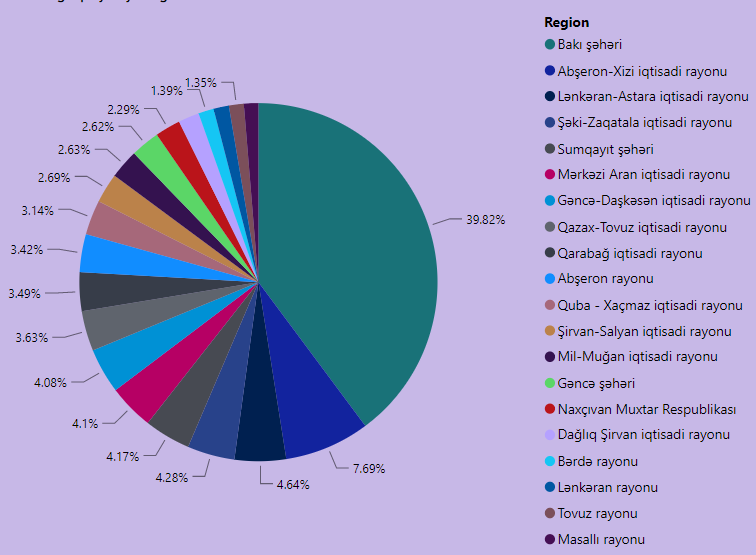 Region
Bakı şəhəri
Abşeron-Xizi iqtisadi rayonu
Lənkəran-Astara iqtisadi rayonu
Şəki-Zaqatala iqtisadi rayonu
Sumqayıt şəhəri
Mərkəzi Aran iqtisadi rayonu
Gəncə-Daşkəsən iqtisadi rayonu
Qazax-Tovuz iqtisadi rayonu
Qarabağ iqtisadi rayonu
Abşeron rayonu
Quba - Xaçmaz iqtisadi rayonu
Şirvan-Salyan iqtisadi rayonu
Mil-Muğan iqtisadi rayonu
Gəncə şəhəri
Naxçıvan Muxtar Respublikası
Dağlıq Şirvan iqtisadi rayonu
Bərdə rayonu
Lənkəran rayonu
Tovuz rayonu
Masallı rayonu
39.82%
7.69%
4.64%
4.28%
4.17%
4.1%
4.08%
3.63%
3.49%
3.42%
3.14%
2.69%
2.63%
2.62%
2.29%
1.39%
1.35%